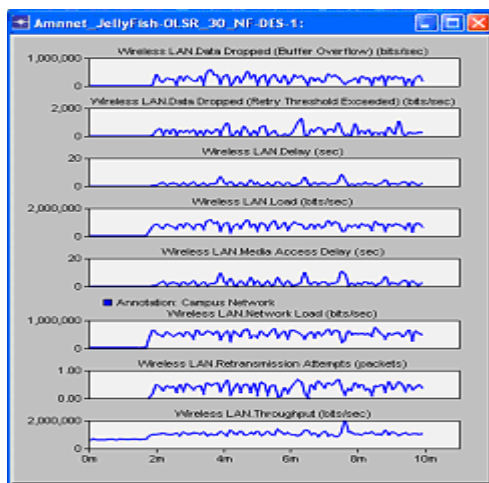 Amnnet_JellyFish-OLSR_30_NF-DES-1:
Wireless LAN.Data Dropped (Buffer Overflow) (bits/sec)
1,000,000
0
Wireless LAN.Data Dropped (Retry Threshold Exceeded) (bits/sec)
2,000
0
Wireless LAN.Delay (sec)
20
0
Wireless LAN.Load (bits/sec)
2,000,000
0
Wireless LAN.Media Access Delay (sec)
20
0
Annotation: Campus Network
Wireless LAN.Network Load (bits/sec)
1,000,000
0
Wireless LAN.Retransmission Attempts (packets)
1.00
0.00
Wireless LAN.Throughput (bits/sec)
2,000,000
0
0m 2m 4m 6m 8m 10m